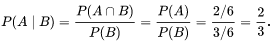 P(A | B) = P(A ∩ B)/P(B) = P(A)/P(B) = (2/6)/(3/6) = 2/3.